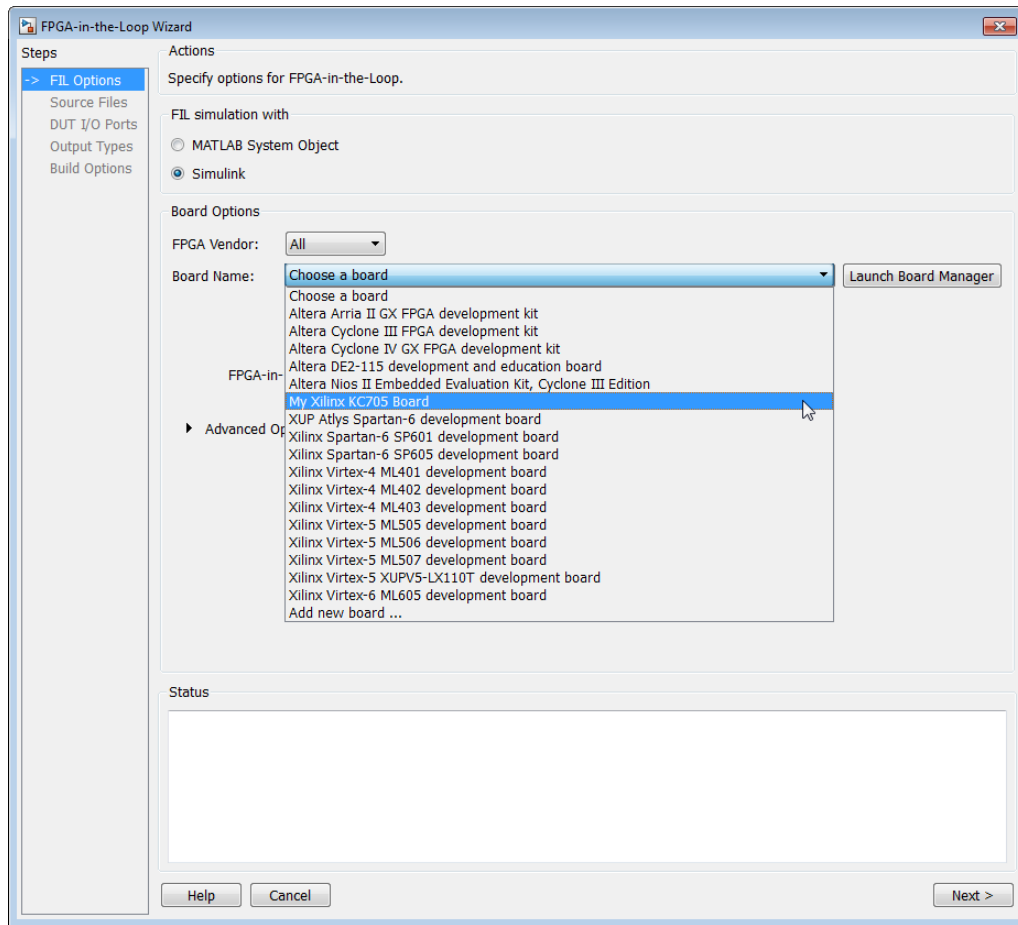 FPGA-in-the-Loop Wizard
Steps
-> FIL Options
Source Files
DUT I/O Ports
Output Types
Build Options
Actions
Specify options for FPGA-in-the-Loop.
FIL simulation with
MATLAB System Object
Simulink
Board Options
FPGA Vendor: All
Board Name: Choose a board Launch Board Manager
Choose a board
Altera Arria II GX FPGA development kit
Altera Cyclone III FPGA development kit
Altera Cyclone IV GX FPGA development kit
Altera DE2-115 development and education board
FPGA-in-
Altera Nios II Embedded Evaluation Kit, Cyclone III Edition
My Xilinx KC705 Board
XUP Atlys Spartan-6 development board
Advanced Op
Xilinx Spartan-6 SP601 development board
Xilinx Spartan-6 SP605 development board
Xilinx Virtex-4 ML401 development board
Xilinx Virtex-4 ML402 development board
Xilinx Virtex-4 ML403 development board
Xilinx Virtex-5 ML505 development board
Xilinx Virtex-5 ML506 development board
Xilinx Virtex-5 ML507 development board
Xilinx Virtex-5 XUPV5-LX110T development board
Xilinx Virtex-6 ML605 development board
Add new board ...
Status
Help Cancel Next >